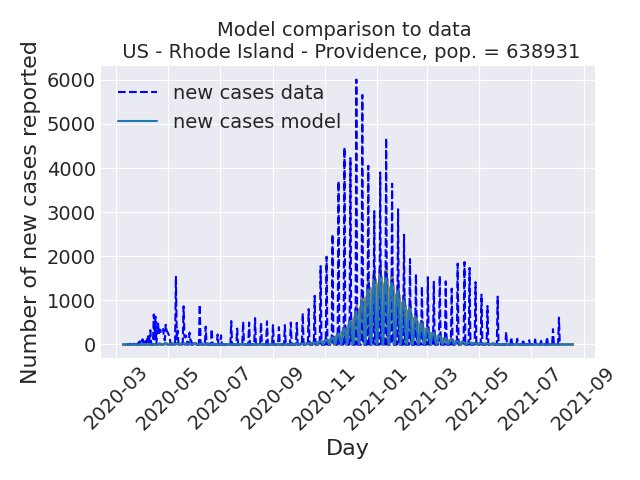 Model comparison to data
US - Rhode Island - Providence, pop. = 638931
Number of new cases reported
6000
5000
4000
3000
2000
1000
0
new cases data
new cases model
2020-03
2020-05
2020-07
2020-09
2020-11
2021-01
2021-03
2021-05
2021-07
2021-09
Day